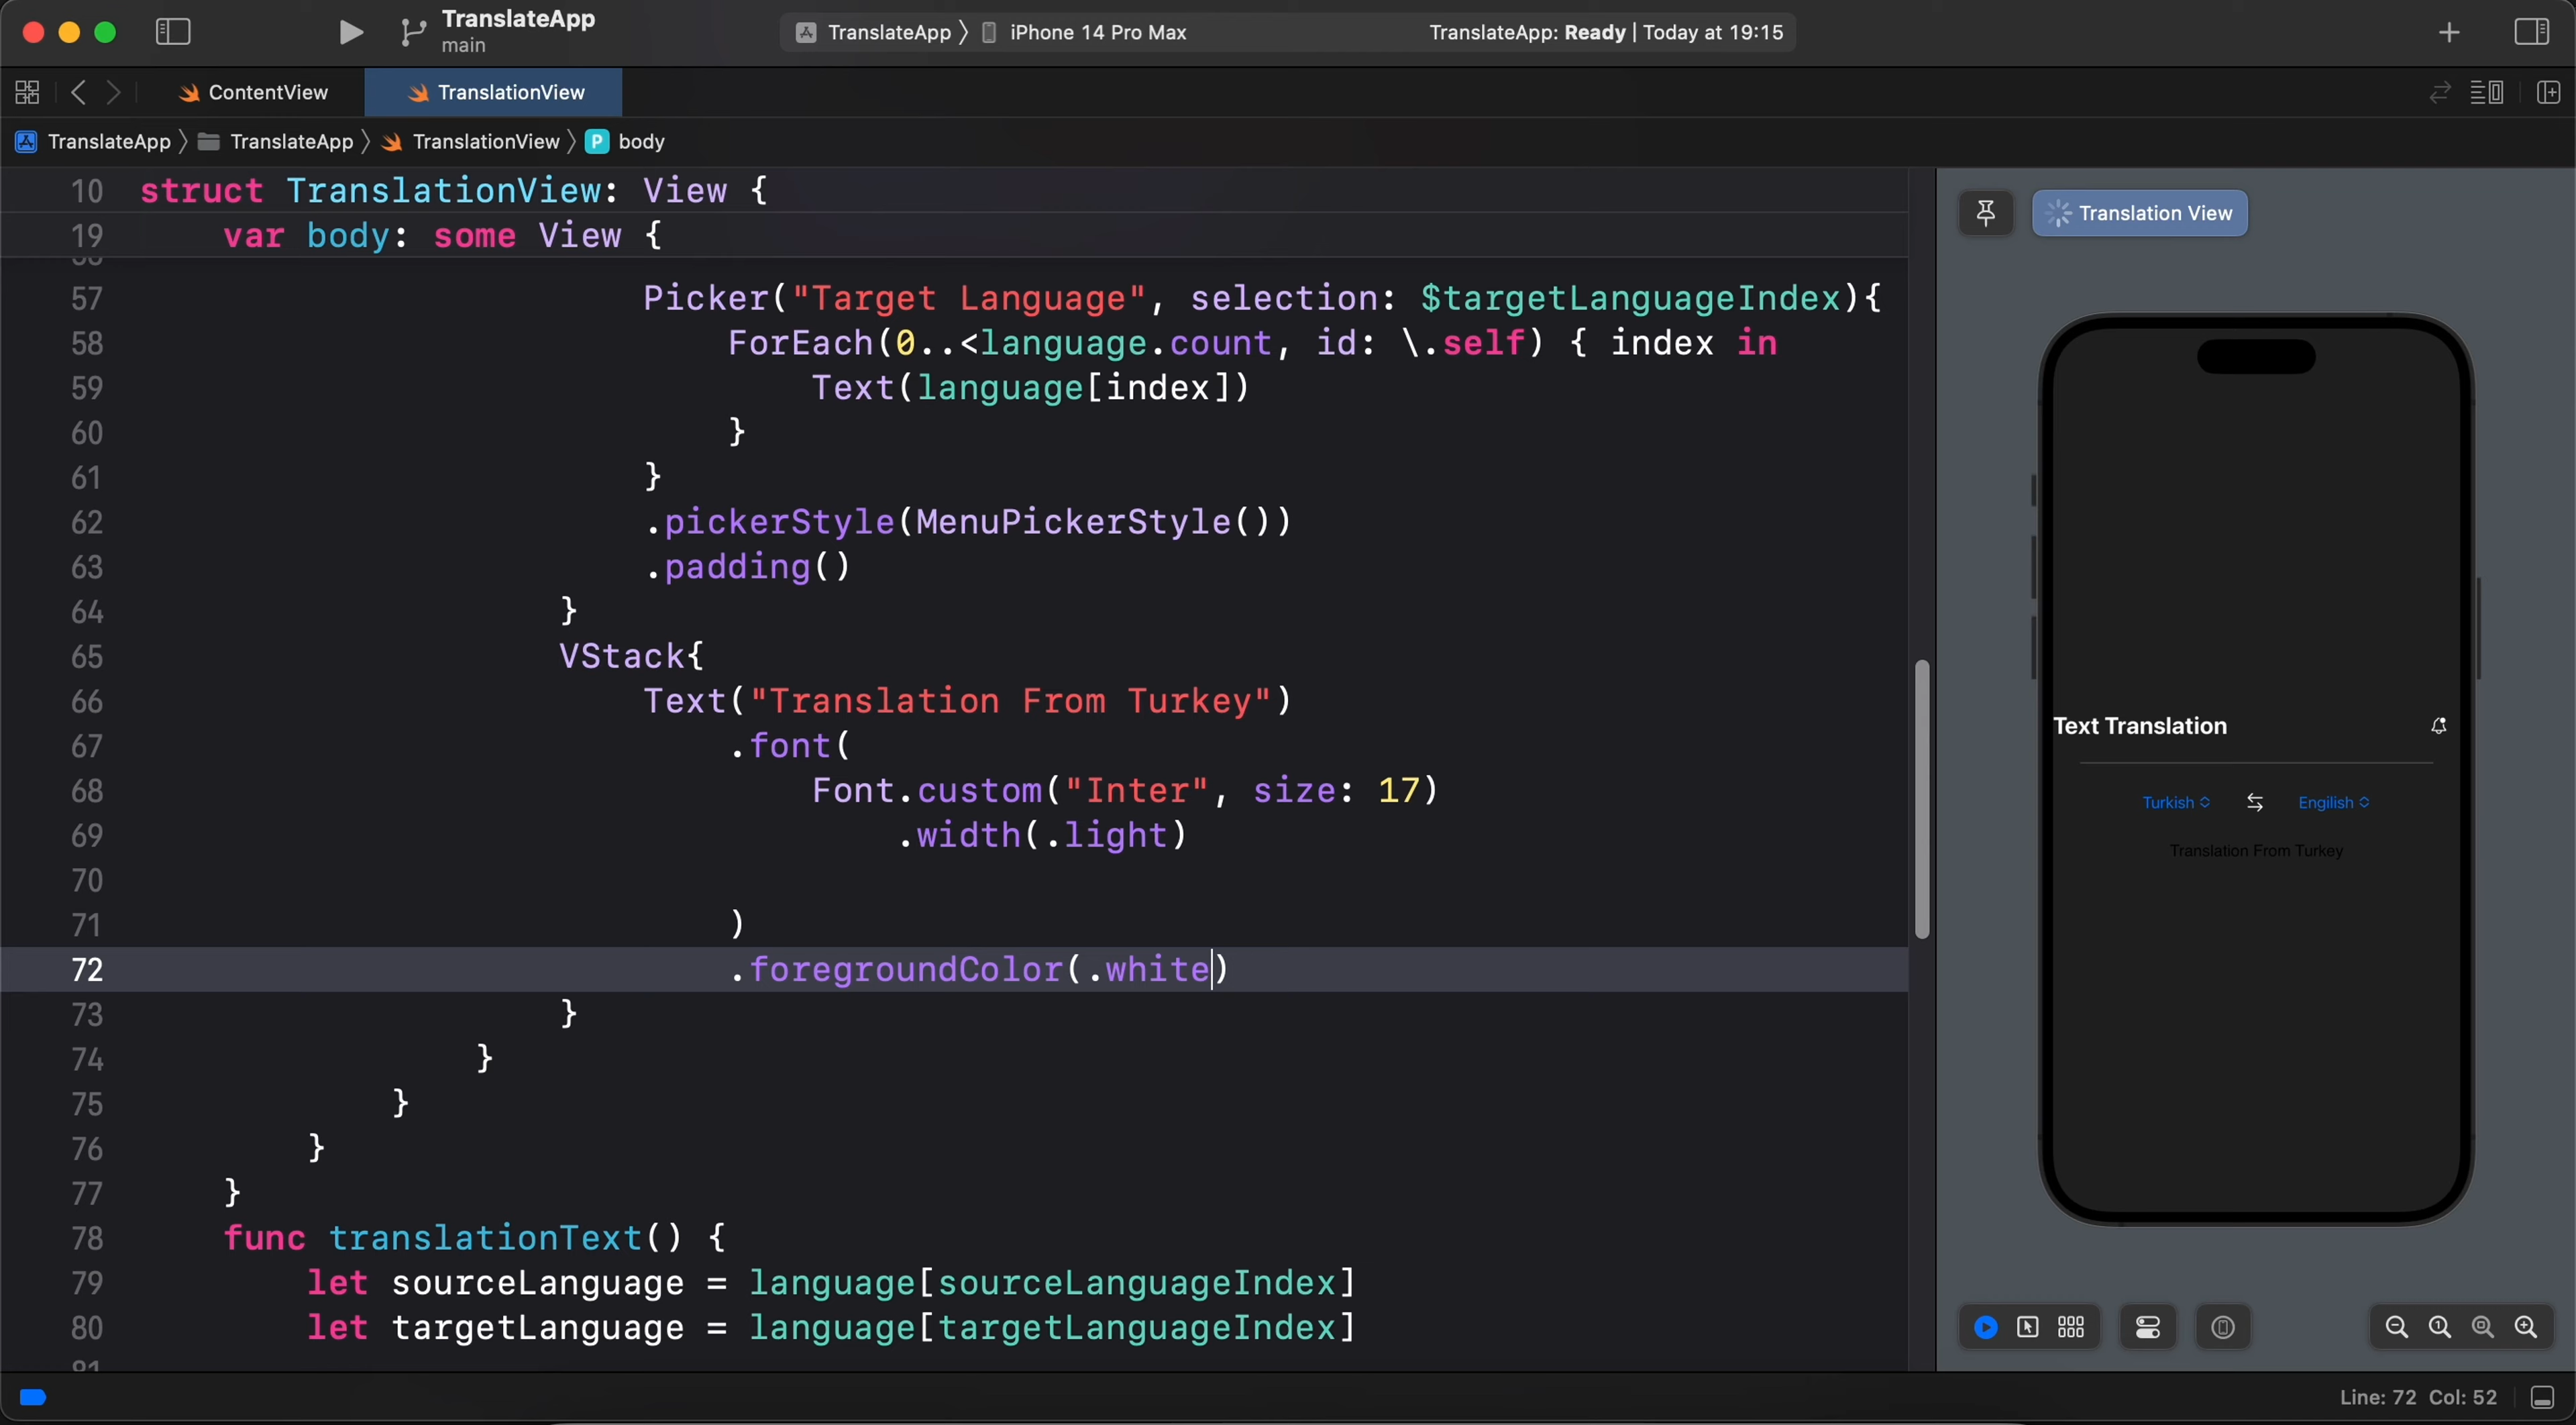 TranslateApp
main
TranslateApp 〉 iPhone 14 Pro Max
TranslateApp: Ready | Today at 19:15
ContentView
TranslationView
TranslateApp 〉 TranslateApp 〉 TranslationView 〉 P body
10 struct TranslationView: View {
19 var body: some View {
57 Picker("Target Language", selection: $targetLanguageIndex){
58 ForEach(0..<language.count, id: \.self) { index in
59 Text(language[index])
60 }
61 }
62 .pickerStyle(MenuPickerStyle())
63 .padding()
64 }
65 VStack{
66 Text("Translation From Turkey")
67 .font(
68 Font.custom("Inter", size: 17)
69 .width(.light)
70
71 )
72 .foregroundColor(.white)
73 }
74 }
75 }
76 }
77 }
78 func translationText() {
79 let sourceLanguage = language[sourceLanguageIndex]
80 let targetLanguage = language[targetLanguageIndex]
81
Translation View
Text Translation
Turkish
Engilish
Translation From Turkey
Line: 72 Col: 52